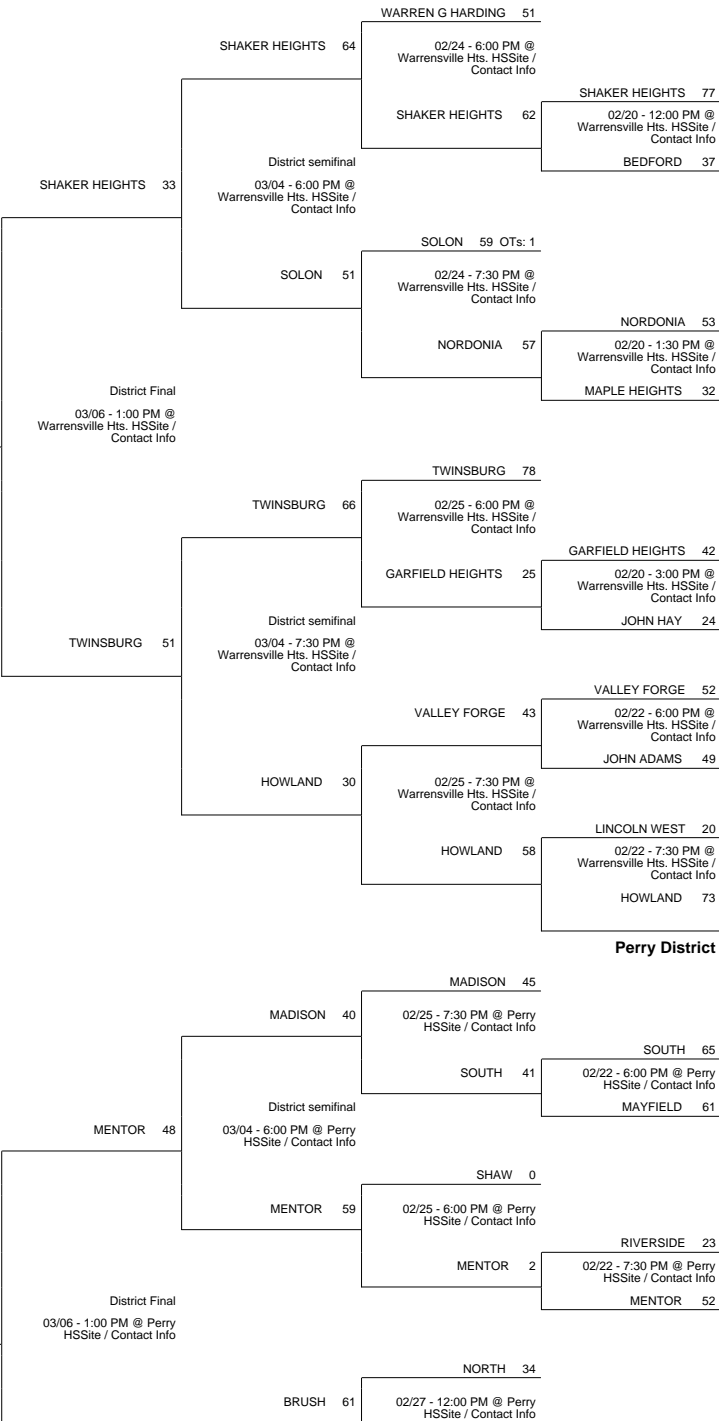 WARREN G HARDING 51
SHAKER HEIGHTS 64
02/24 - 6:00 PM @
Warrensville Hts. HSSite /
Contact Info
SHAKER HEIGHTS 77
SHAKER HEIGHTS 62
02/20 - 12:00 PM @
Warrensville Hts. HSSite /
Contact Info
BEDFORD 37
District semifinal
SHAKER HEIGHTS 33
03/04 - 6:00 PM @
Warrensville Hts. HSSite /
Contact Info
SOLON 59 OTs: 1
SOLON 51
02/24 - 7:30 PM @
Warrensville Hts. HSSite /
Contact Info
NORDONIA 53
NORDONIA 57
02/20 - 1:30 PM @
Warrensville Hts. HSSite /
Contact Info
MAPLE HEIGHTS 32
District Final
03/06 - 1:00 PM @
Warrensville Hts. HSSite /
Contact Info
TWINSBURG 78
TWINSBURG 66
02/25 - 6:00 PM @
Warrensville Hts. HSSite /
Contact Info
GARFIELD HEIGHTS 42
GARFIELD HEIGHTS 25
02/20 - 3:00 PM @
Warrensville Hts. HSSite /
Contact Info
JOHN HAY 24
District semifinal
TWINSBURG 51
03/04 - 7:30 PM @
Warrensville Hts. HSSite /
Contact Info
VALLEY FORGE 52
VALLEY FORGE 43
02/22 - 6:00 PM @
Warrensville Hts. HSSite /
Contact Info
JOHN ADAMS 49
HOWLAND 30
02/25 - 7:30 PM @
Warrensville Hts. HSSite /
Contact Info
LINCOLN WEST 20
HOWLAND 58
02/22 - 7:30 PM @
Warrensville Hts. HSSite /
Contact Info
HOWLAND 73
Perry District
MADISON 45
MADISON 40
02/25 - 7:30 PM @ Perry
HSSite / Contact Info
SOUTH 65
SOUTH 41
02/22 - 6:00 PM @ Perry
HSSite / Contact Info
MAYFIELD 61
District semifinal
MENTOR 48
03/04 - 6:00 PM @ Perry
HSSite / Contact Info
SHAW 0
MENTOR 59
02/25 - 6:00 PM @ Perry
HSSite / Contact Info
RIVERSIDE 23
MENTOR 2
02/22 - 7:30 PM @ Perry
HSSite / Contact Info
MENTOR 52
District Final
03/06 - 1:00 PM @ Perry
HSSite / Contact Info
NORTH 34
BRUSH 61
02/27 - 12:00 PM @ Perry
HSSite / Contact Info